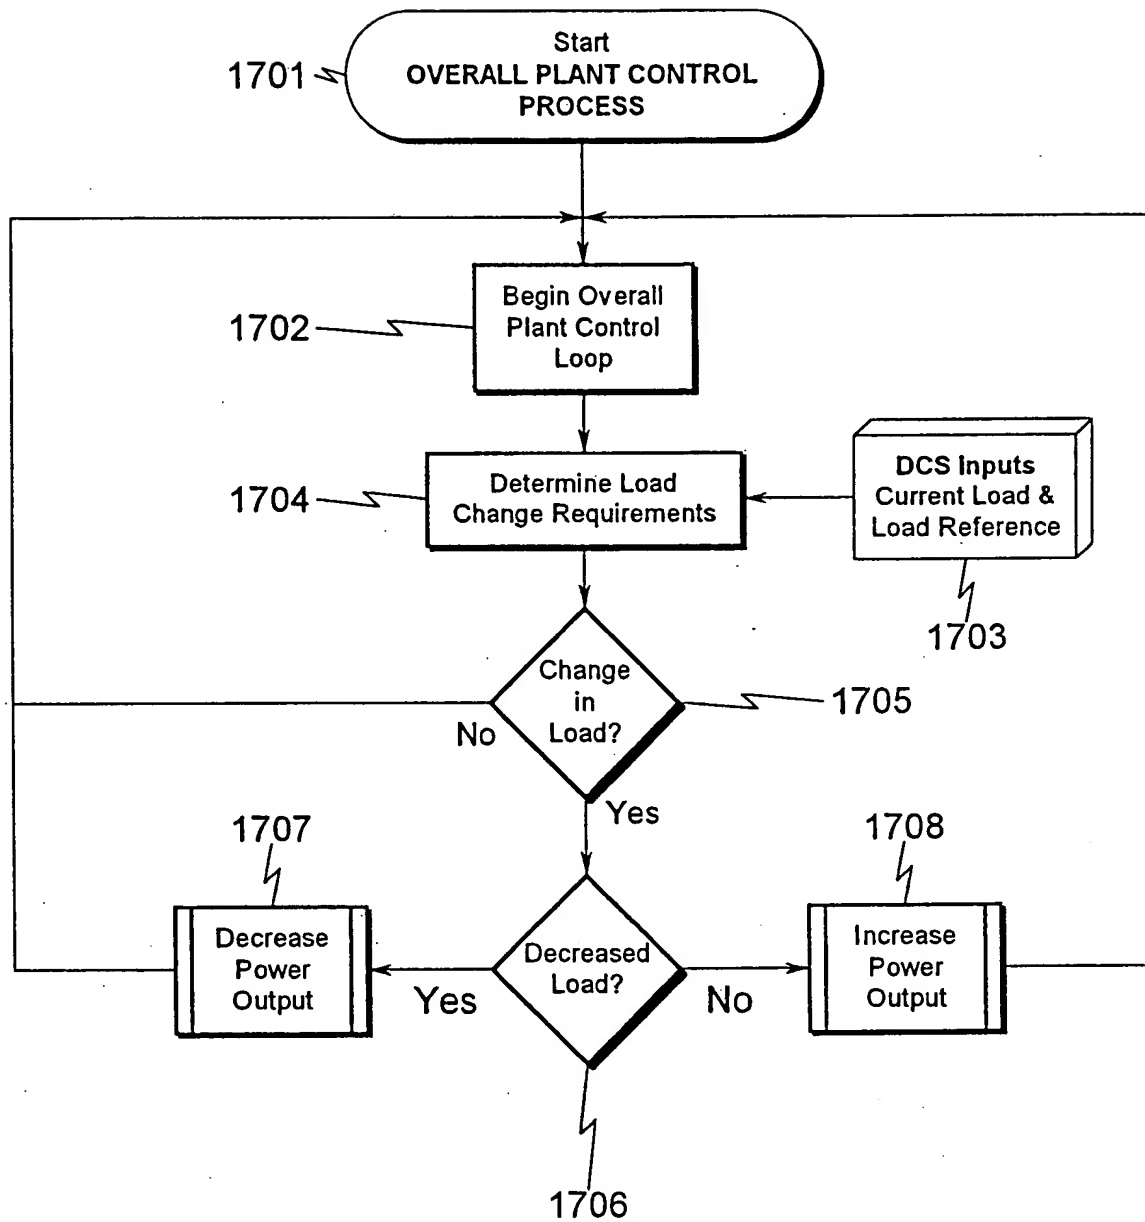 Start
OVERALL PLANT CONTROL
PROCESS
1701
Begin Overall
Plant Control
Loop
1702
Determine Load
Change Requirements
1704
DCS Inputs
Current Load &
Load Reference
1703
Change
in
Load?
1705
No
Yes
1707
1708
Decrease
Power
Output
Decreased
Load?
Increase
Power
Output
Yes
No
1706